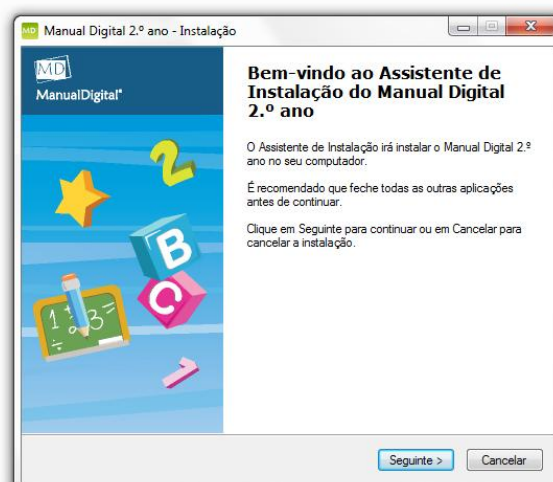 MD Manual Digital 2.º ano - Instalação
MD
ManualDigital
Bem-vindo ao Assistente de
Instalação do Manual Digital
2.º ano
O Assistente de Instalação irá instalar o Manual Digital 2.º
ano no seu computador.
É recomendado que feche todas as outras aplicações
antes de continuar.
Clique em Seguinte para continuar ou em Cancelar para
cancelar a instalação.
2
B
C
1 + 2 3 =
÷
1
Seguinte >
Cancelar